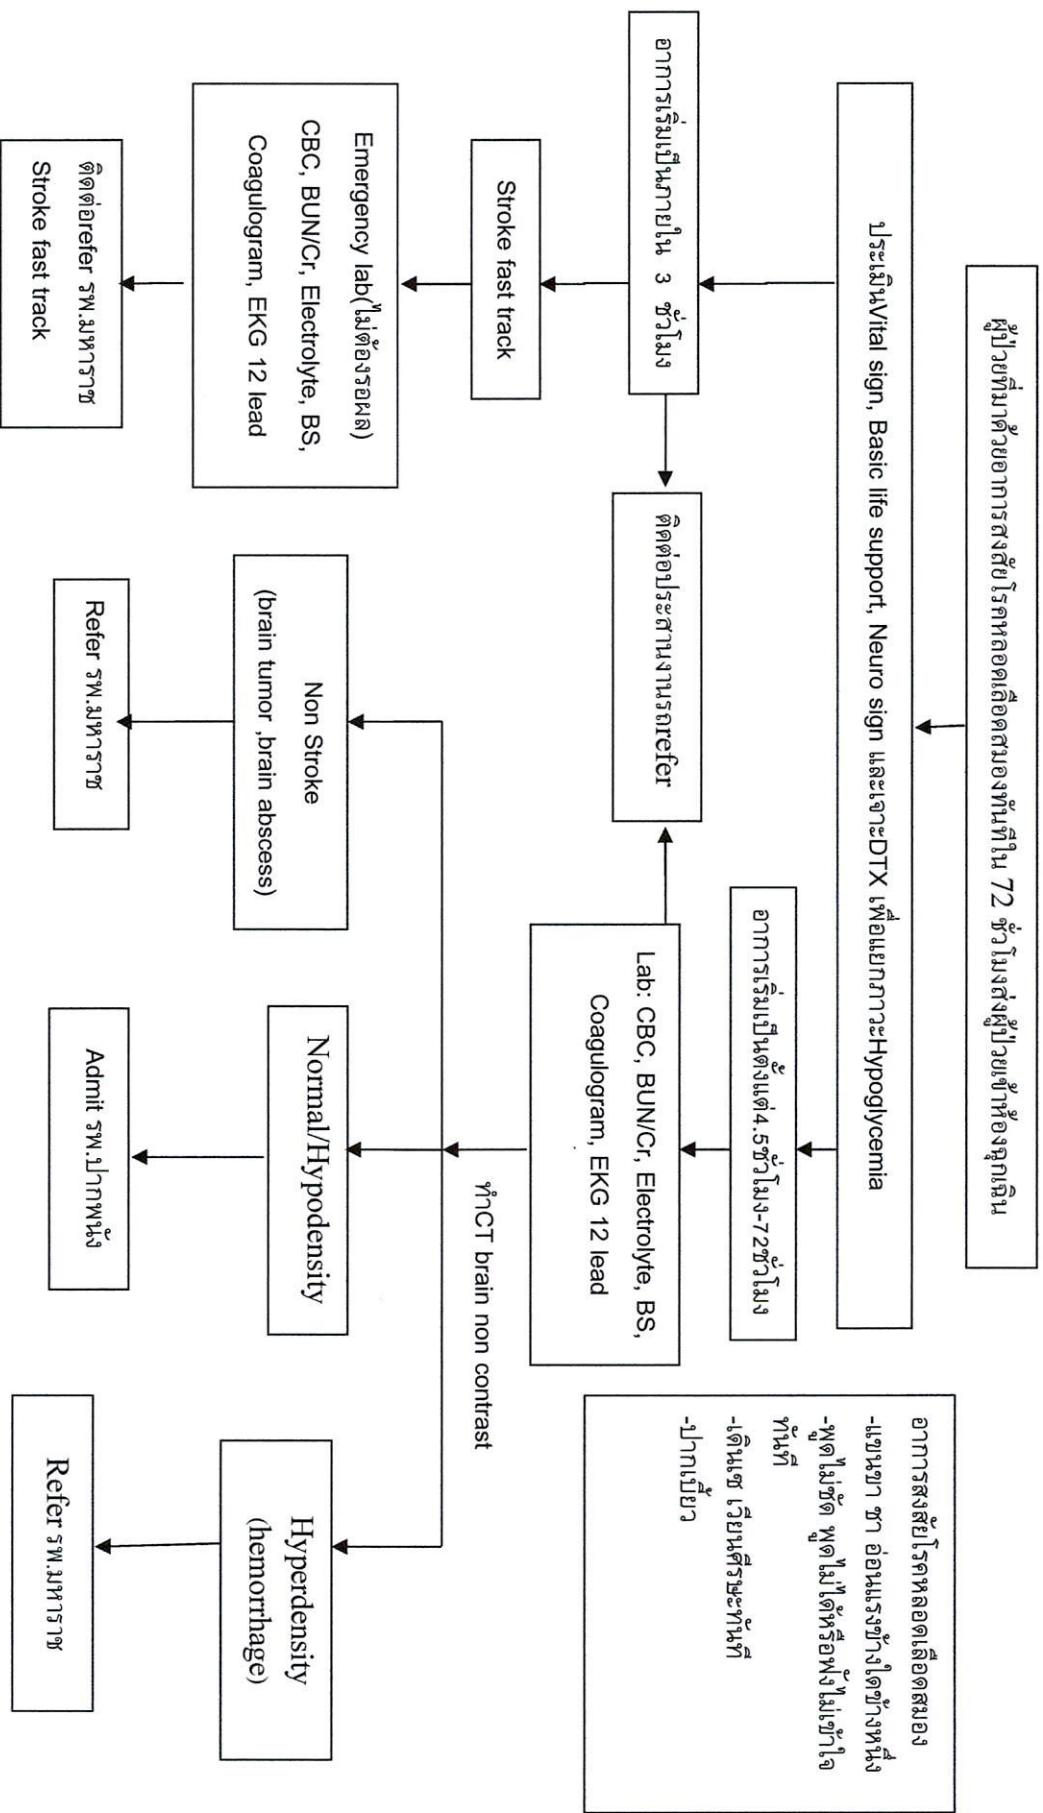 ผู้ป่วยที่มาด้วยอาการสงสัยโรคหลอดเลือดสมองทันทีใน 72 ชั่วโมงส่งผู้ป่วยเข้าห้องฉุกเฉิน
ประเมินVital sign, Basic life support, Neuro sign และเจาะDTX เพื่อแยกภาวะHypoglycemia
อาการเริ่มเป็นภายใน 3 ชั่วโมง
Stroke fast track
Emergency lab(ไม่ต้องรอผล)
CBC, BUN/Cr, Electrolyte, BS,
Coagulogram, EKG 12 lead
ติดต่อrefer รพ.มหาราช
Stroke fast track
ติดต่อประสานงานรถrefer
อาการเริ่มเป็นตั้งแต่4.5ชั่วโมง-72ชั่วโมง
Lab: CBC, BUN/Cr, Electrolyte, BS,
Coagulogram, EKG 12 lead
ทำCT brain non contrast
Non Stroke
(brain tumor ,brain abscess)
Refer รพ.มหาราช
Normal/Hypodensity
Admit รพ.ปากพนัง
Hyperdensity
(hemorrhage)
Refer รพ.มหาราช
อาการสงสัยโรคหลอดเลือดสมอง
-แขนขา ชา อ่อนแรงข้างใดข้างหนึ่ง
-พูดไม่ชัด พูดไม่ได้หรือฟังไม่เข้าใจ
ทันที
-เดินเซ เวียนศีรษะทันที
-ปากเบี้ยว